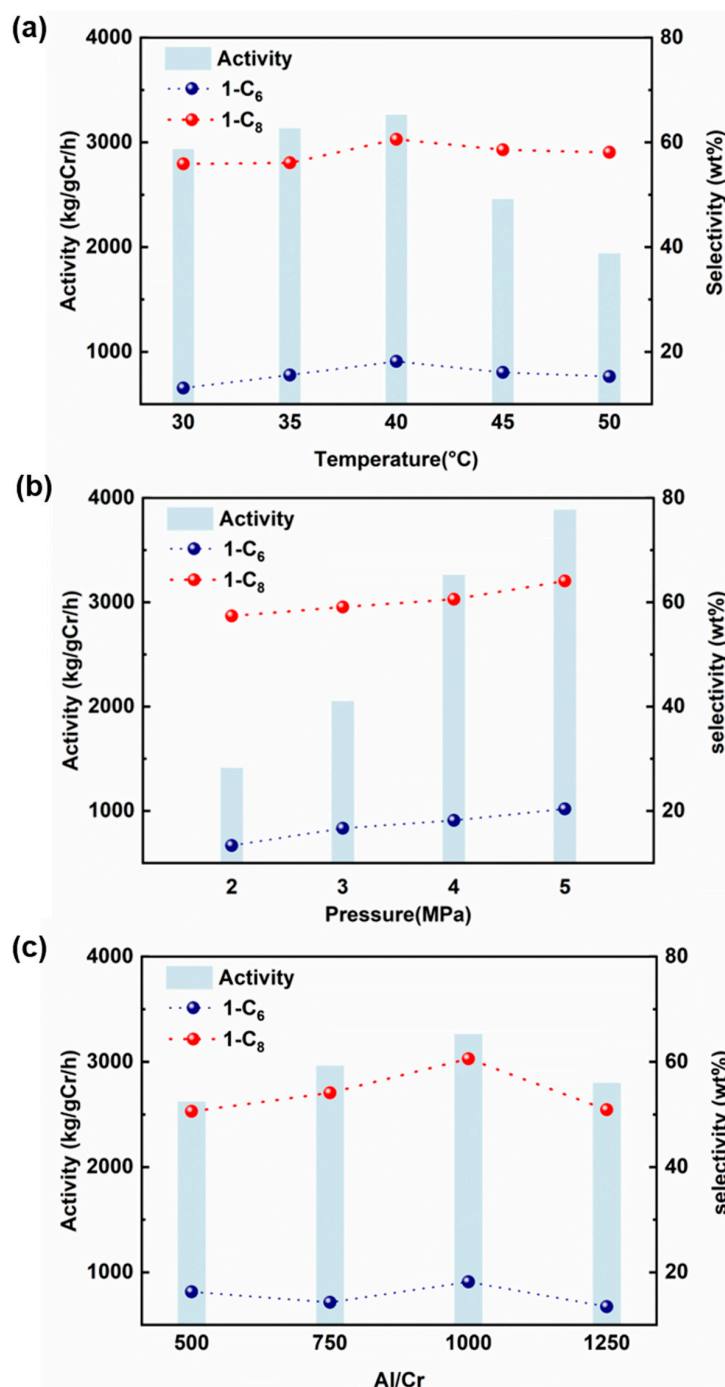 (a)
4000
3000
2000
1000
Activity (kg/gCr/h)
Activity
1-C₆
1-C₈
80
60
40
20
Selectivity (wt%)
30 35 40 45 50
Temperature(°C)
(b)
4000
3000
2000
1000
Activity (kg/gCr/h)
Activity
1-C₆
1-C₈
80
60
40
20
selectivity (wt%)
2 3 4 5
Pressure(MPa)
(c)
4000
3000
2000
1000
Activity (kg/gCr/h)
Activity
1-C₆
1-C₈
80
60
40
20
selectivity (wt%)
500 750 1000 1250
Al/Cr